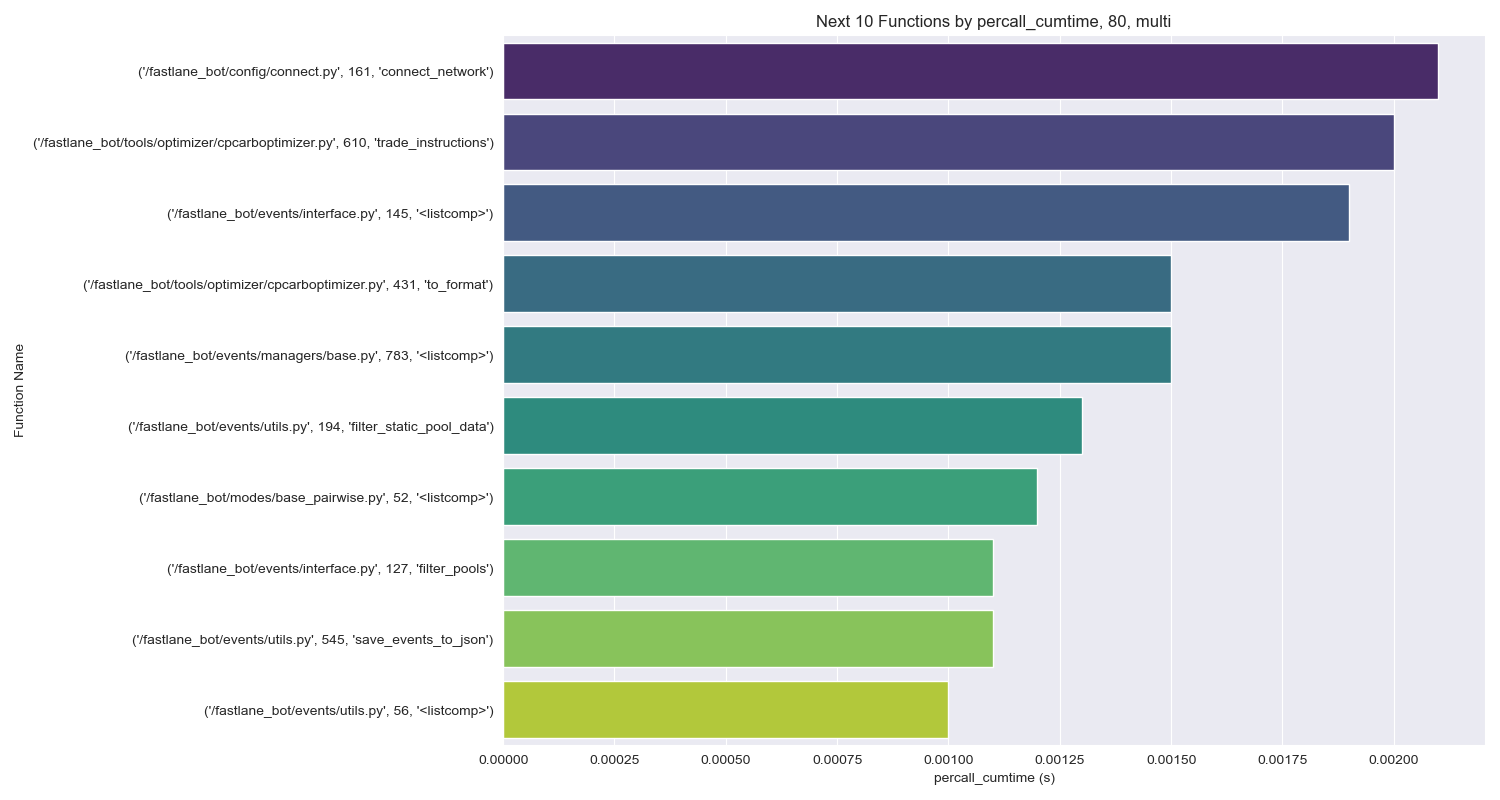 Next 10 Functions by percall_cumtime, 80, multi
Function Name
('/fastlane_bot/config/connect.py', 161, 'connect_network')
('/fastlane_bot/tools/optimizer/cpcarboptimizer.py', 610, 'trade_instructions')
('/fastlane_bot/events/interface.py', 145, '<listcomp>')
('/fastlane_bot/tools/optimizer/cpcarboptimizer.py', 431, 'to_format')
('/fastlane_bot/events/managers/base.py', 783, '<listcomp>')
('/fastlane_bot/events/utils.py', 194, 'filter_static_pool_data')
('/fastlane_bot/modes/base_pairwise.py', 52, '<listcomp>')
('/fastlane_bot/events/interface.py', 127, 'filter_pools')
('/fastlane_bot/events/utils.py', 545, 'save_events_to_json')
('/fastlane_bot/events/utils.py', 56, '<listcomp>')
0.00000 0.00025 0.00050 0.00075 0.00100 0.00125 0.00150 0.00175 0.00200
percall_cumtime (s)